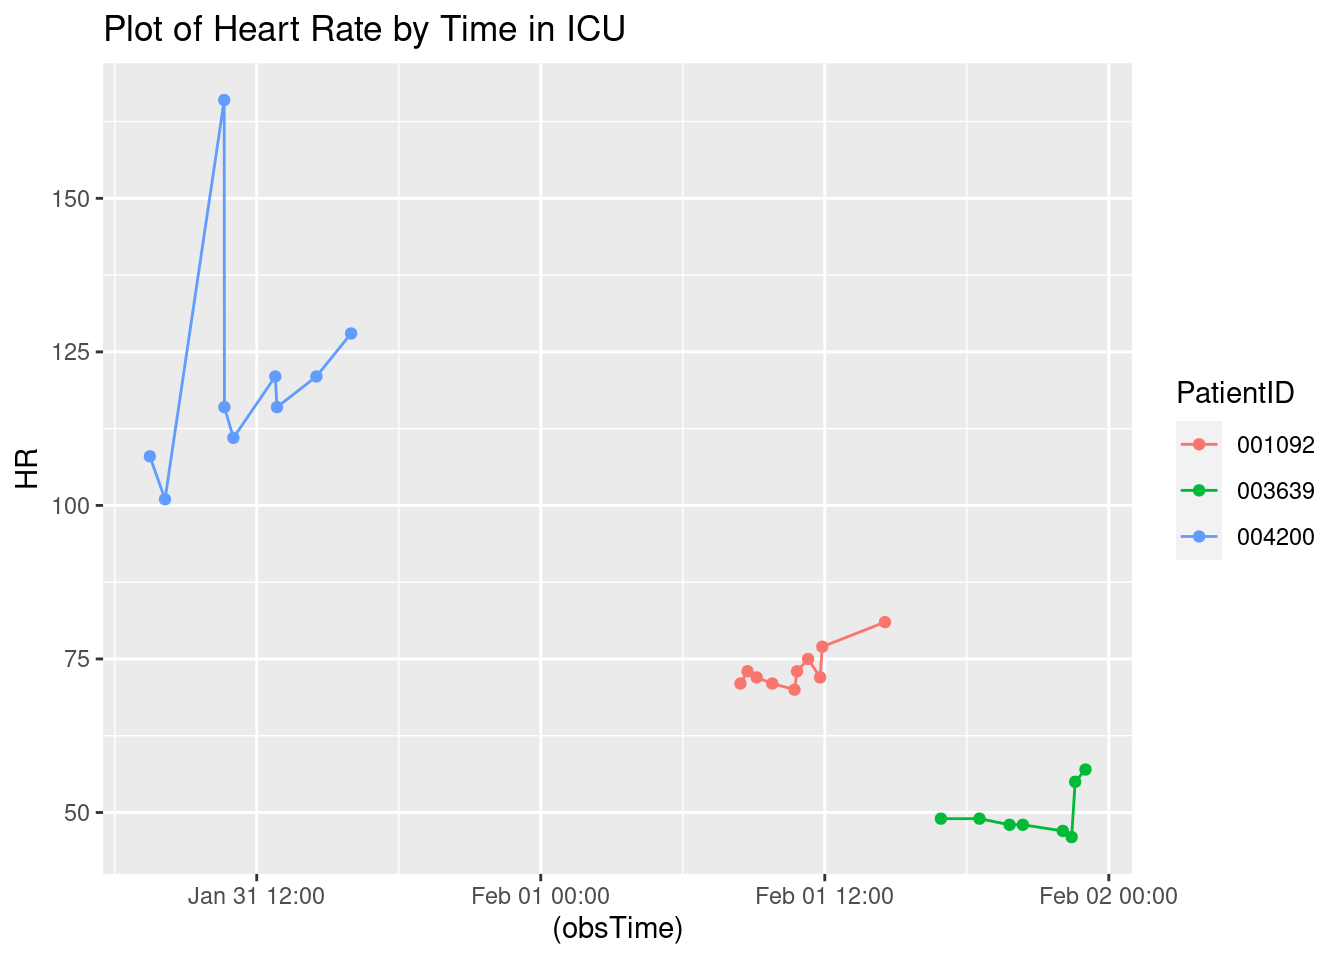 Plot of Heart Rate by Time in ICU
HR
150
125
100
75
50
Jan 31 12:00
Feb 01 00:00
Feb 01 12:00
Feb 02 00:00
(obsTime)
PatientID
001092
003639
004200